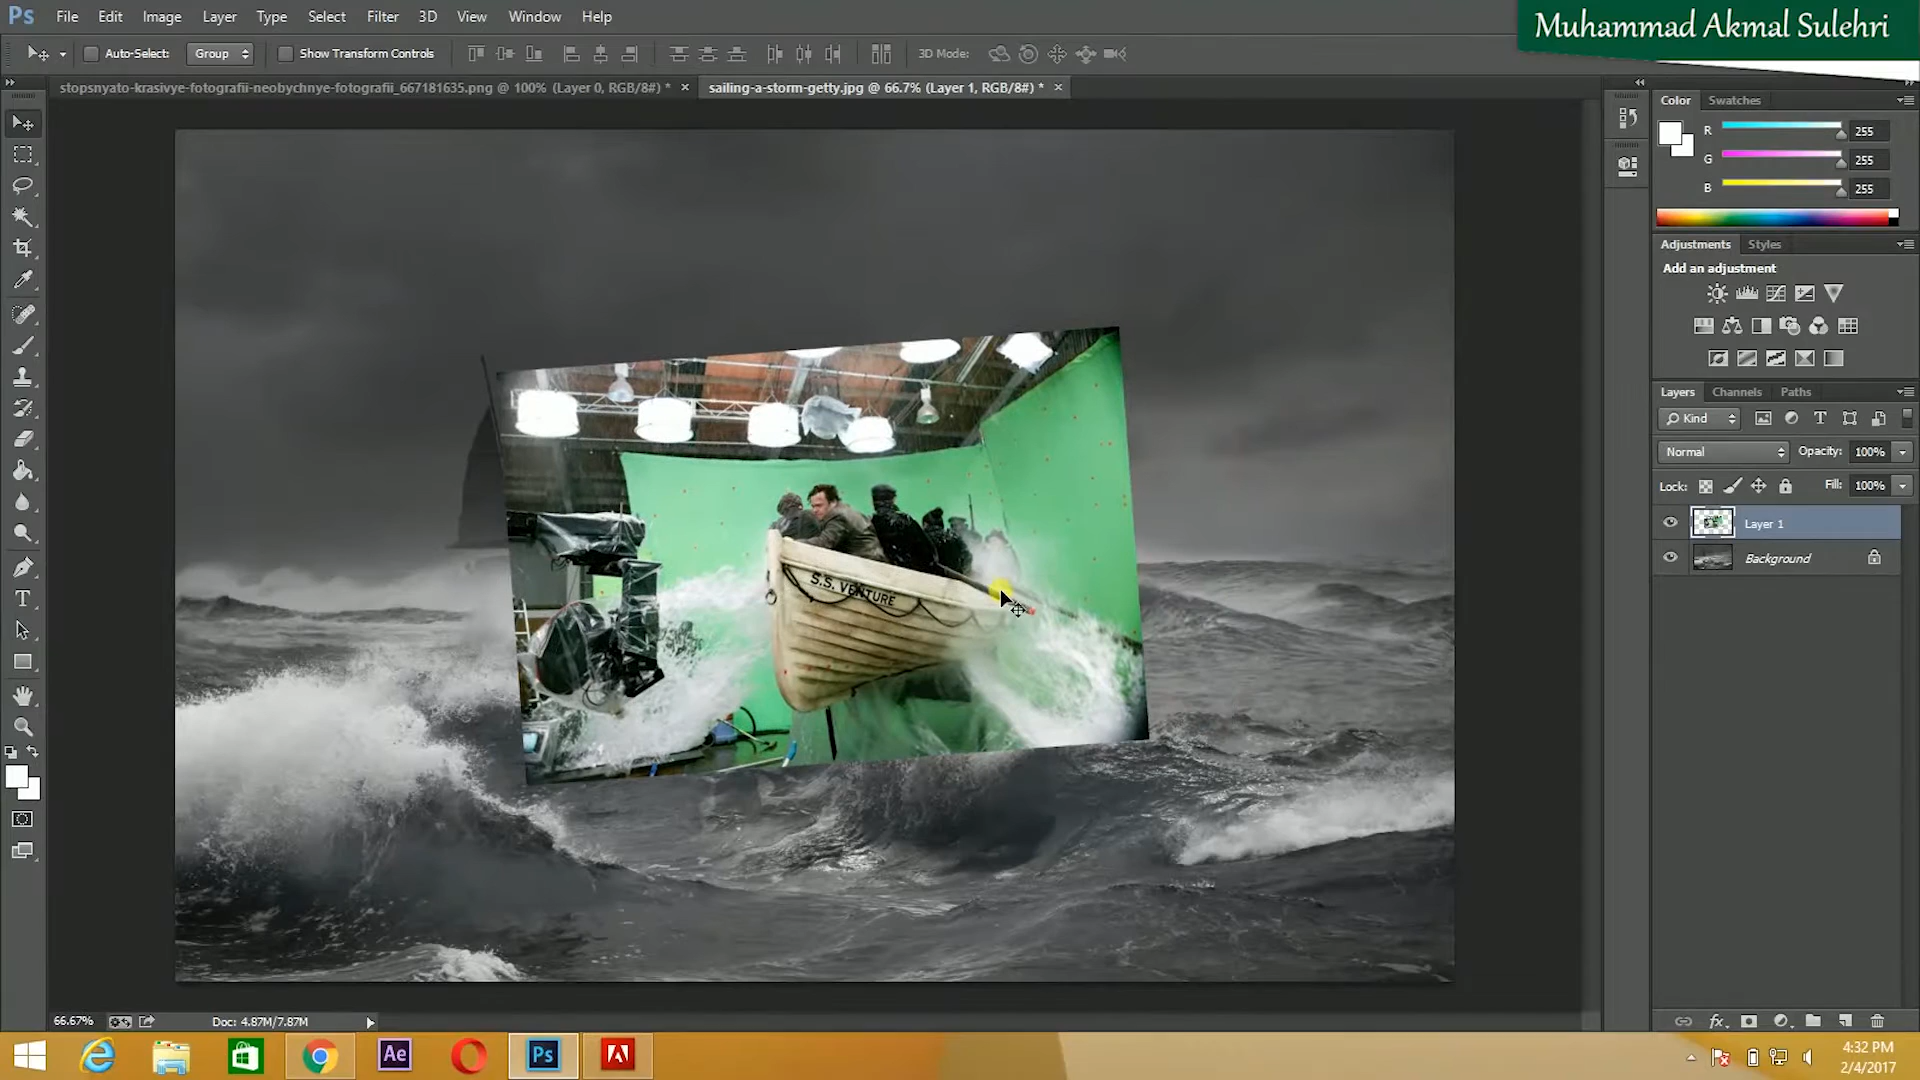 Ps File Edit Image Layer Type Select Filter 3D View Window Help
Muhammad Akmal Sulehri
Auto-Select: Group Show Transform Controls 3D Mode:
stopsnyato-krasivye-fotografii-neobychnye-fotografii_667181635.png @ 100% (Layer 0, RGB/8#) * × sailing-a-storm-getty.jpg @ 66.7% (Layer 1, RGB/8#) * ×
Color Swatches
R 255
G 255
B 255
Adjustments Styles
Add an adjustment
Layers Channels Paths
Kind
Normal Opacity: 100%
Lock: Fill: 100%
Layer 1
Background
S.S. VENTURE
66.67% Doc: 4.87M/7.87M
Ae Ps
4:32 PM
2/4/2017